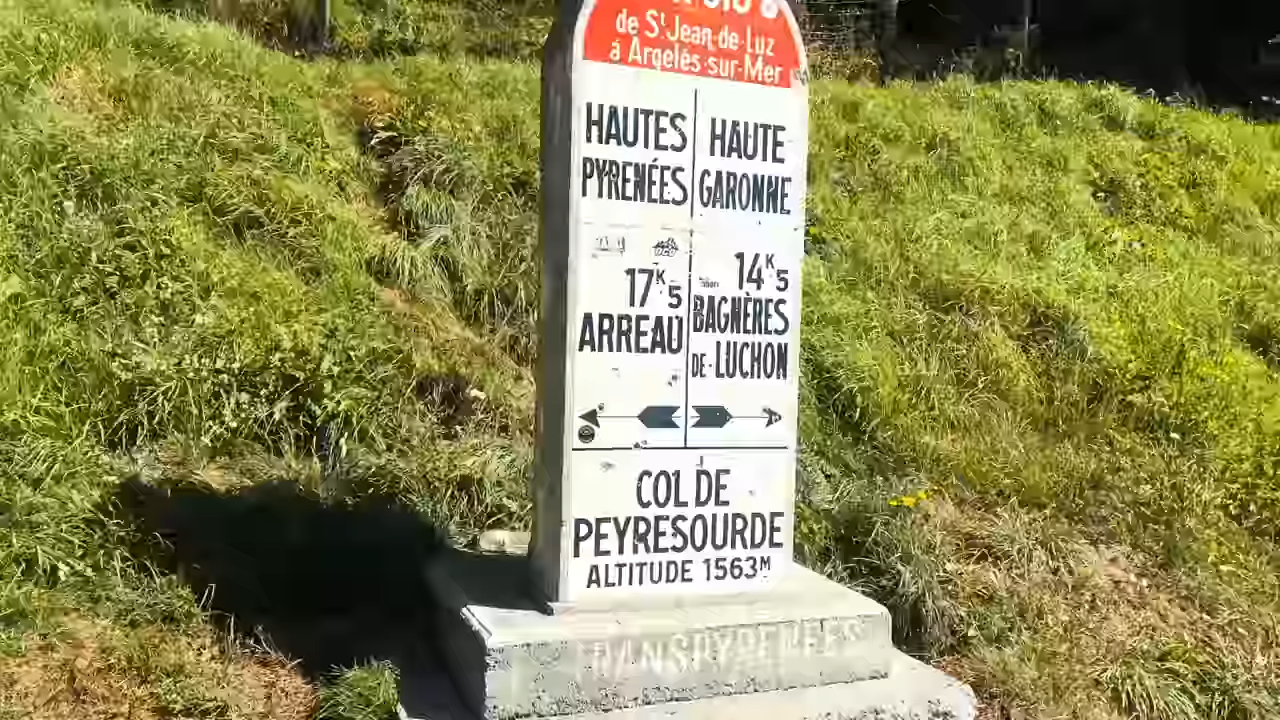 de St Jean-de-Luz
à Argelès-sur-Mer
HAUTES
PYRENÉES
HAUTE
GARONNE
17K5
ARREAU
14K5
BAGNÈRES
DE-LUCHON
COL DE
PEYRESOURDE
ALTITUDE 1563M
TRANSPYRENEES